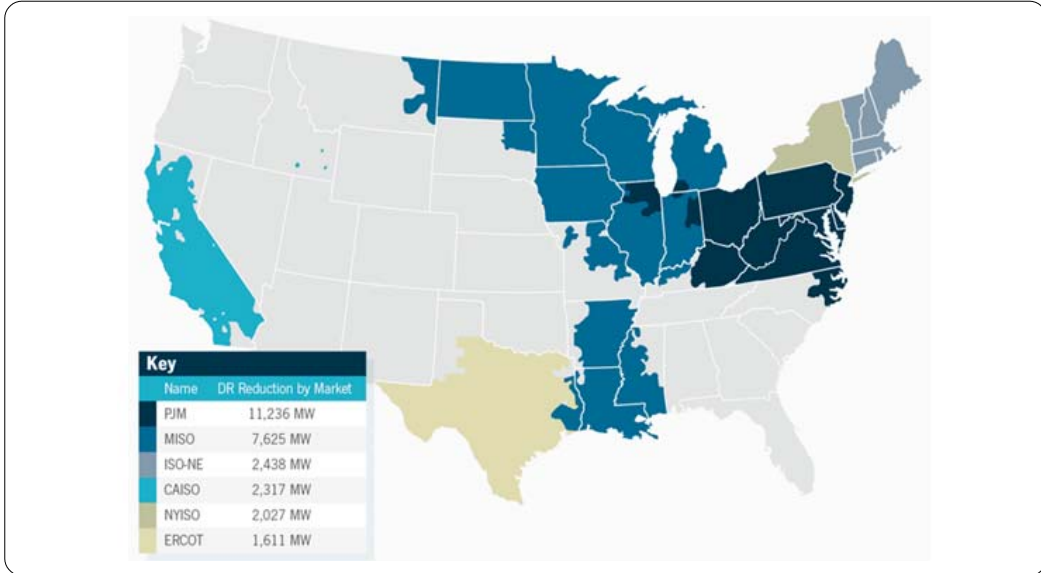 Key
Name DR Reduction by Market
PJM 11,236 MW
MISO 7,625 MW
ISO-NE 2,438 MW
CAISO 2,317 MW
NYISO 2,027 MW
ERCOT 1,611 MW